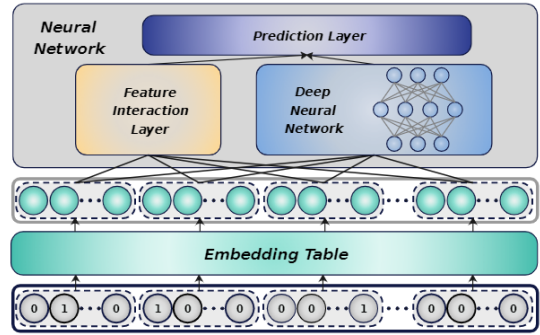 Neural
Network
Prediction Layer
Feature
Interaction
Layer
Deep
Neural
Network
Embedding Table
0 1 ... 0 1 0 ... 0 0 0 ... 1 ... 0 0 ... 0